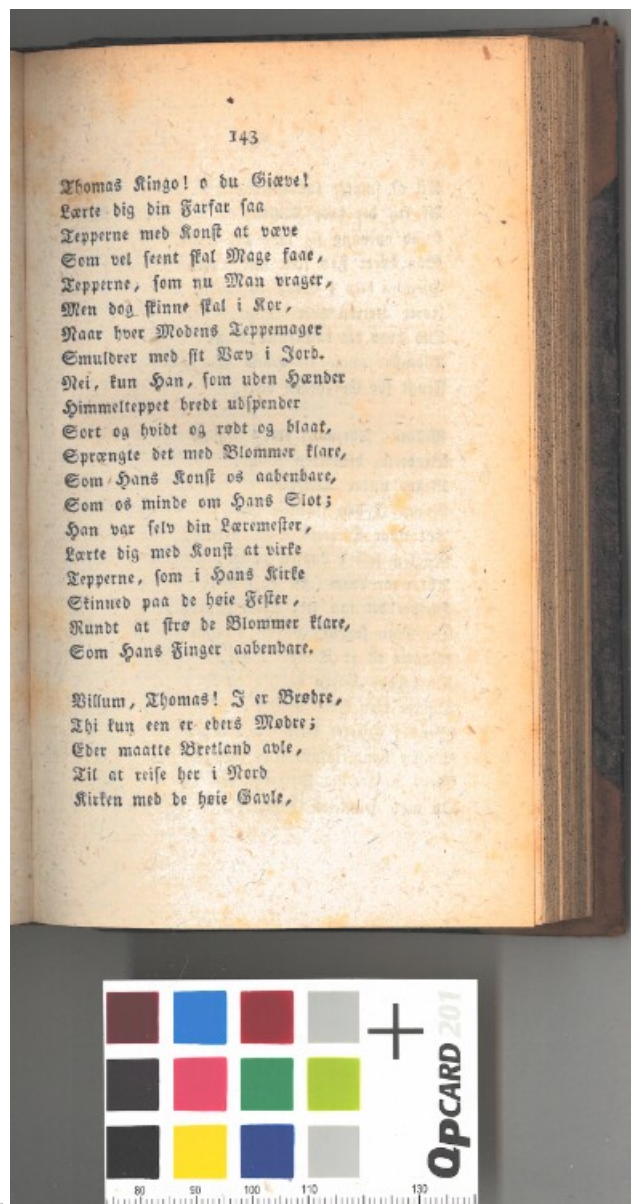 143
Thomas Kingo! o du Giæve!
Lærte dig din Farfar saa
Tepperne med Konst at væve
Som vel seent skal Mage faae,
Tepperne, som nu Man vrager,
Men dog skinne skal i Kor,
Naar hver Modens Teppemager
Smuldrer med sit Væv i Jord.
Nei, kun Han, som uden Hænder
Himmelteppet bredt udspender
Sort og hvidt og rødt og blaat,
Sprængte det med Blommer klare,
Som Hans Konst os aabenbare,
Som os minde om Hans Slot;
Han var selv din Læremester,
Lærte dig med Konst at virke
Tepperne, som i Hans Kirke
Skinned paa de høie Fester,
Rundt at strø de Blommer klare,
Som Hans Finger aabenbare.
Villum, Thomas! I er Brødre,
Thi kun een er eders Mødre;
Eder maatte Bretland avle,
Til at reise her i Nord
Kirken med de høie Gavle,
QPCARD 201
80 90 100 110 130